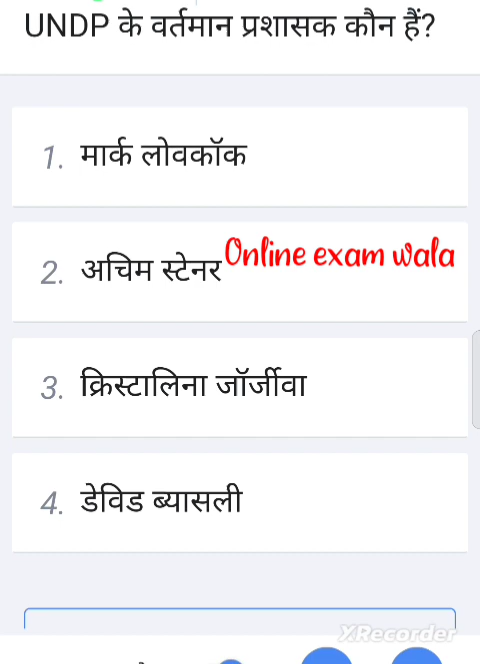 UNDP के वर्तमान प्रशासक कौन हैं?
1. मार्क लोवकॉक
2. अचिम स्टेनर
Online exam wala
3. क्रिस्टालिना जॉर्जीवा
4. डेविड ब्यासली
XRecorder